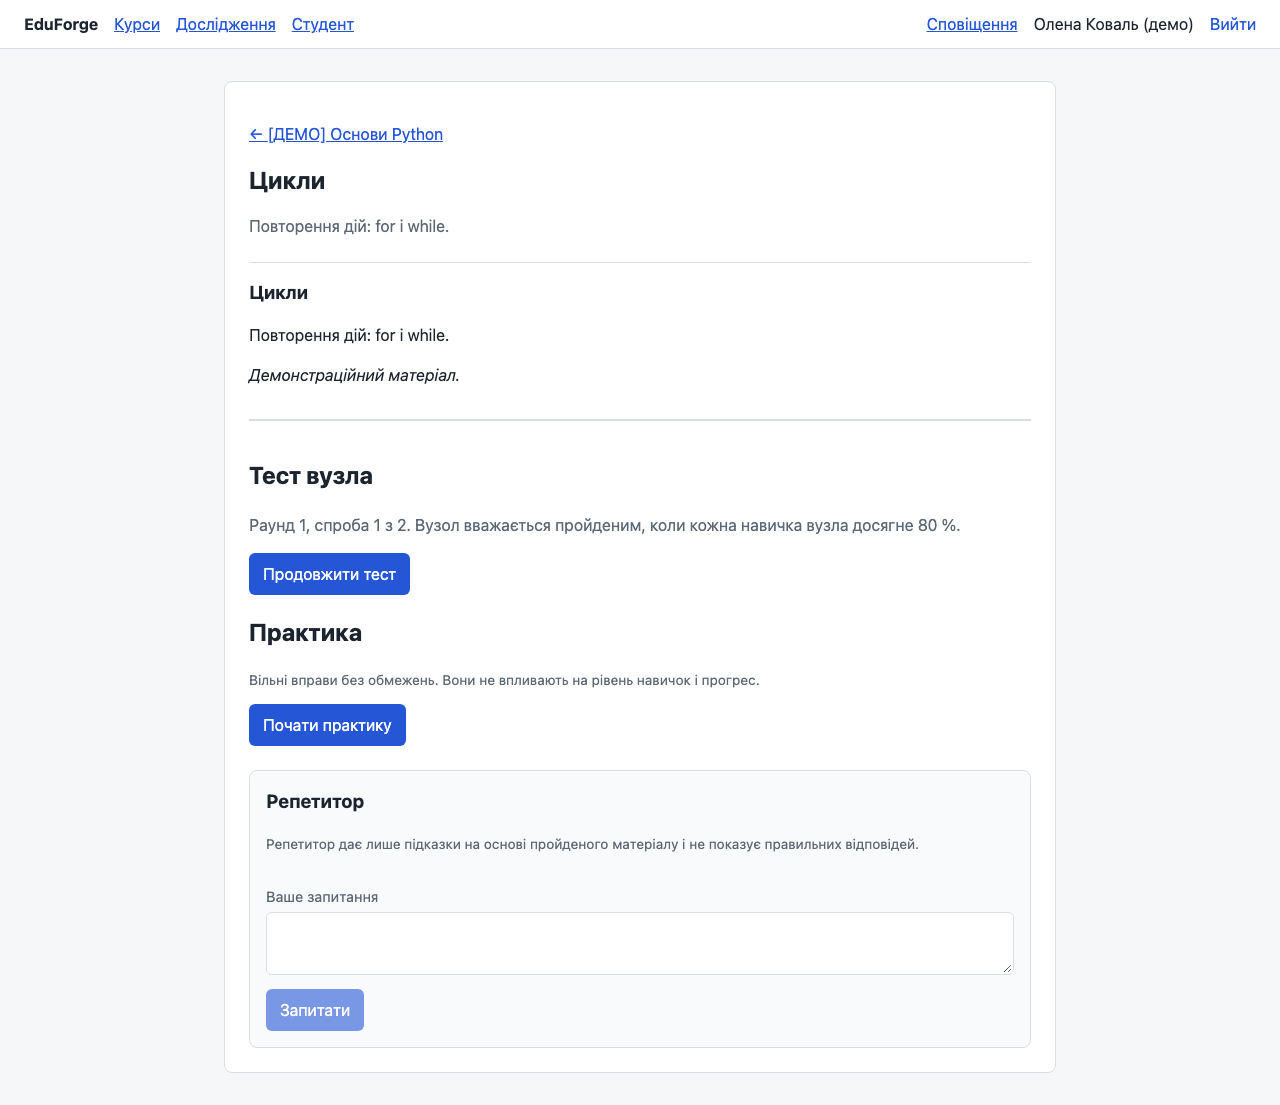 EduForge Курси Дослідження Студент Сповіщення Олена Коваль (демо) Вийти
← [ДЕМО] Основи Python
Цикли
Повторення дій: for і while.
Цикли
Повторення дій: for і while.
Демонстраційний матеріал.
Тест вузла
Раунд 1, спроба 1 з 2. Вузол вважається пройденим, коли кожна навичка вузла досягне 80 %.
Продовжити тест
Практика
Вільні вправи без обмежень. Вони не впливають на рівень навичок і прогрес.
Почати практику
Репетитор
Репетитор дає лише підказки на основі пройденого матеріалу і не показує правильних відповідей.
Ваше запитання
Запитати